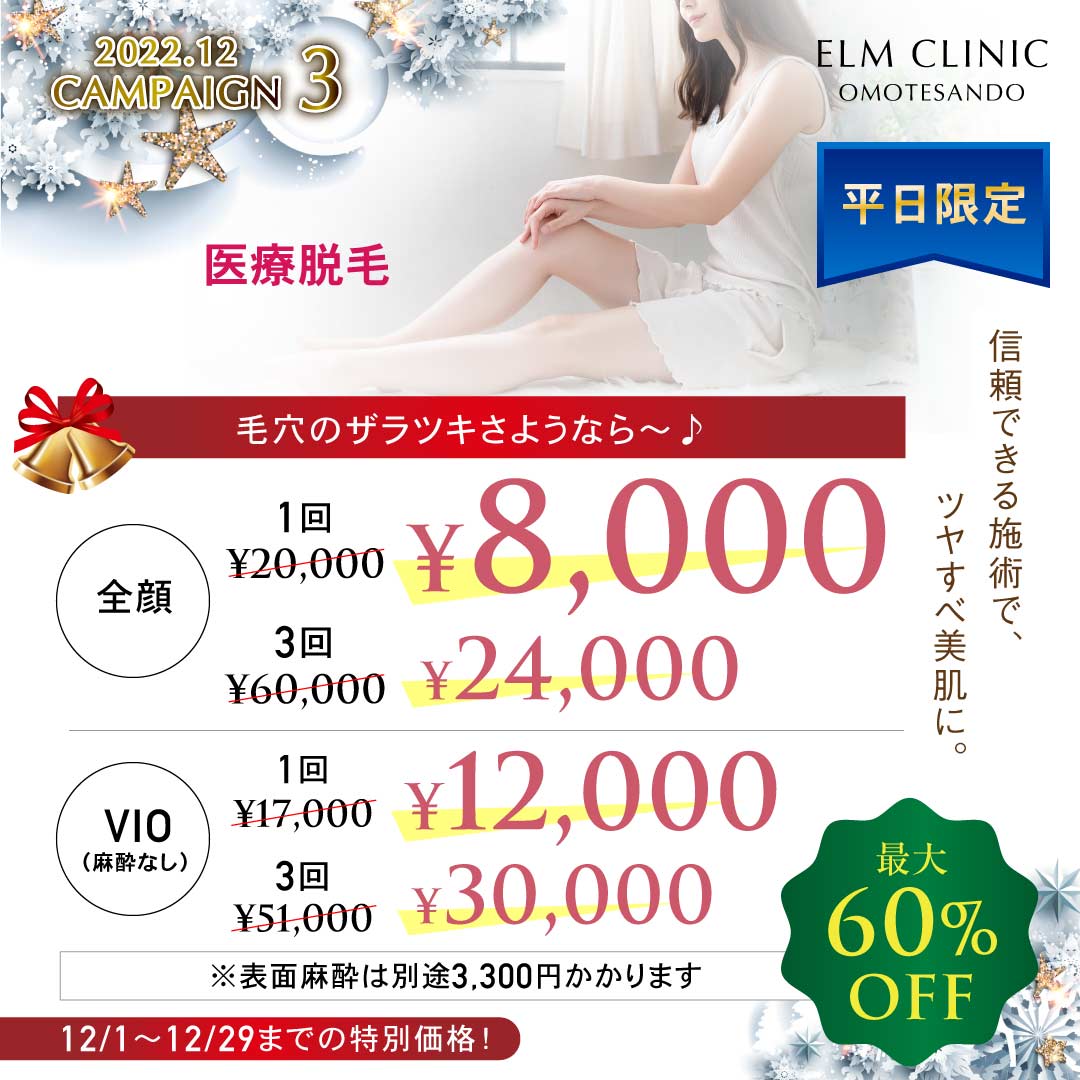 2022.12
CAMPAIGN 3
ELM CLINIC
OMOTESANDO
平日限定
医療脱毛
信頼できる施術で、
ツヤすべ美肌に。
毛穴のザラツキさようなら～♪
全顔
1回
¥20,000
¥8,000
3回
¥60,000
¥24,000
VIO
（麻酔なし）
1回
¥17,000
¥12,000
3回
¥51,000
¥30,000
※表面麻酔は別途3,300円かかります
最大
60%
OFF
12/1～12/29までの特別価格！